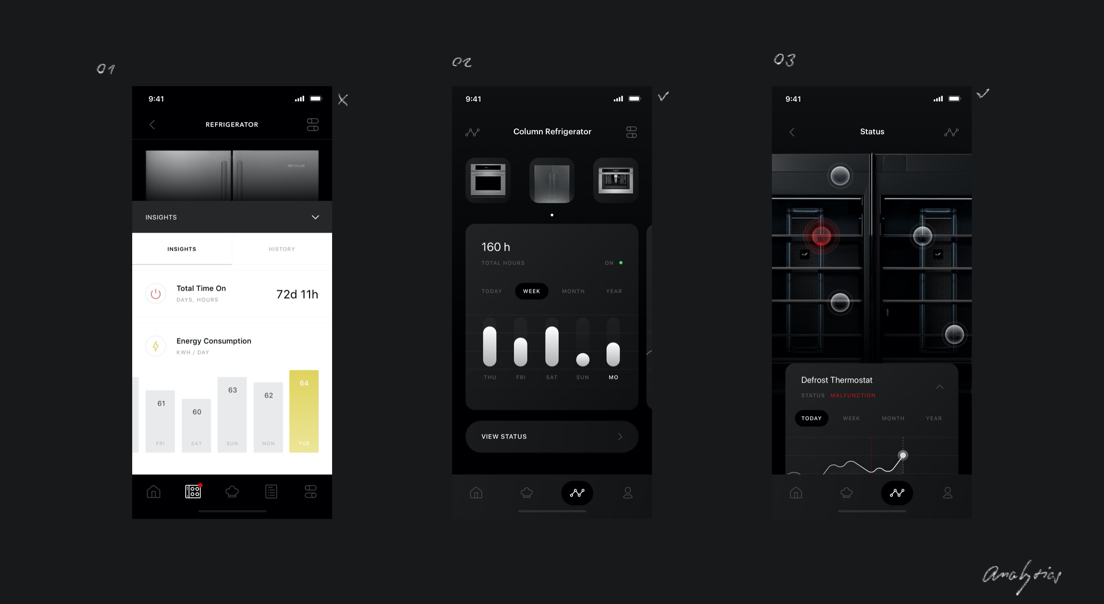 01
9:41
REFRIGERATOR
INSIGHTS
INSIGHTS
HISTORY
Total Time On
DAYS, HOURS
72d 11h
Energy Consumption
KWH / DAY
61
60
63
62
64
FRI
SAT
SUN
MON
TUE
02
9:41
Column Refrigerator
160 h
TOTAL HOURS
ON
TODAY
WEEK
MONTH
YEAR
THU
FRI
SAT
SUN
MO
VIEW STATUS
03
9:41
Status
Defrost Thermostat
STATUS MALFUNCTION
TODAY
WEEK
MONTH
YEAR
Analytics